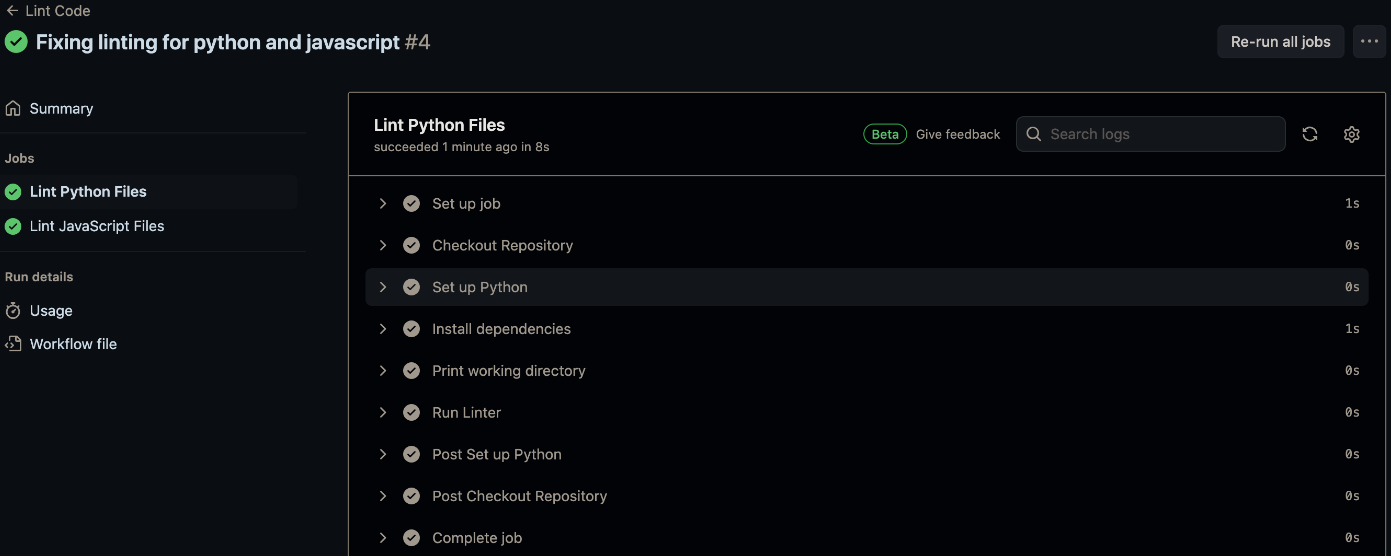 ← Lint Code
Fixing linting for python and javascript #4
Re-run all jobs
Summary
Jobs
Lint Python Files
Lint JavaScript Files
Run details
Usage
Workflow file
Lint Python Files
succeeded 1 minute ago in 8s
Beta Give feedback
Search logs
Set up job 1s
Checkout Repository 0s
Set up Python 0s
Install dependencies 1s
Print working directory 0s
Run Linter 0s
Post Set up Python 0s
Post Checkout Repository 0s
Complete job 0s